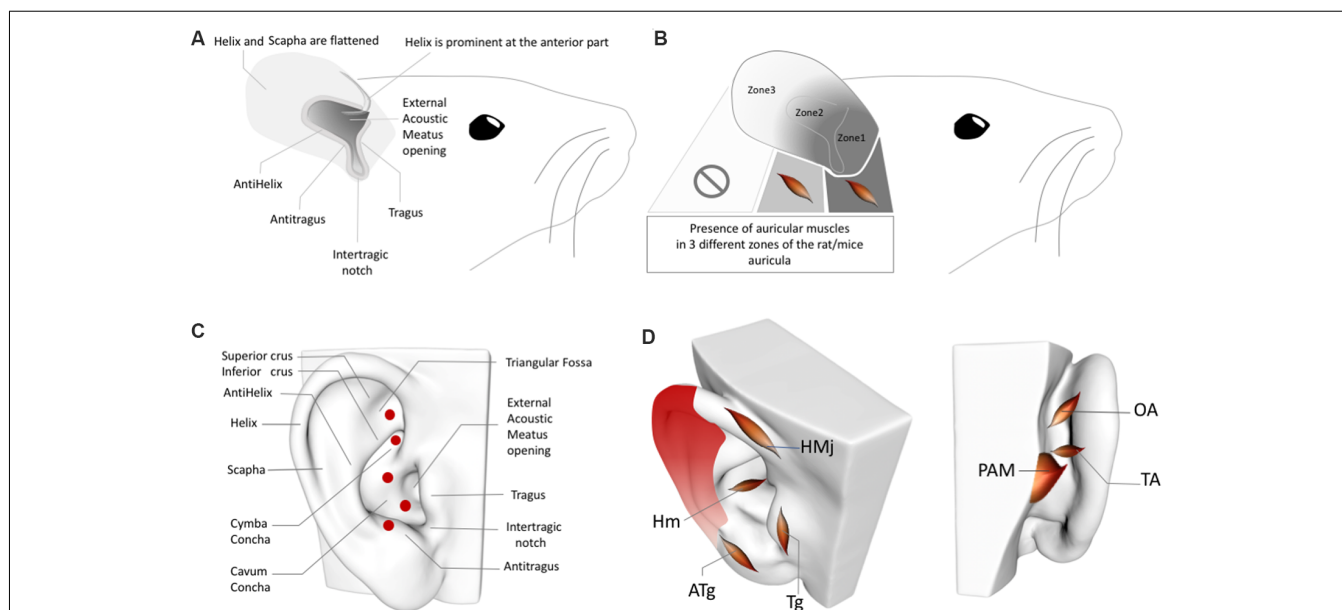 A
Helix and Scapha are flattened
Helix is prominent at the anterior part
External
Acoustic
Meatus
opening
AntiHelix
Antitragus
Tragus
Intertragic
notch
B
Zone3
Zone2
Zone1
Presence of auricular muscles
in 3 different zones of the rat/mice
auricula
C
Superior crus
Inferior crus
AntiHelix
Helix
Scapha
Cymba
Concha
Cavum
Concha
Triangular Fossa
External
Acoustic
Meatus
opening
Tragus
Intertragic
notch
Antitragus
D
HMj
Hm
ATg
Tg
OA
PAM
TA